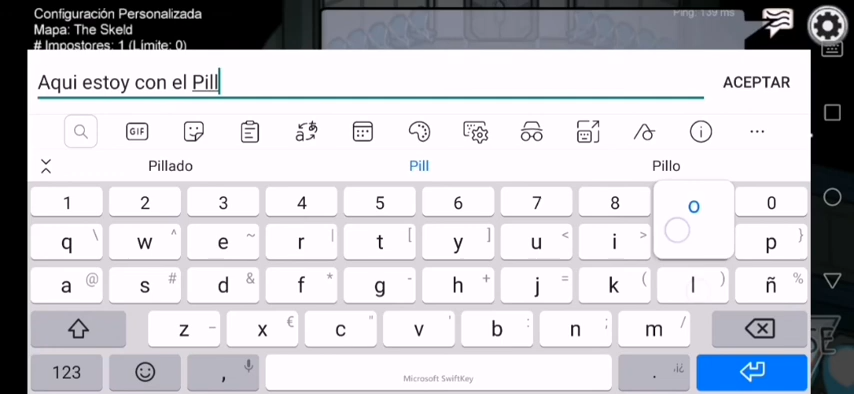 Configuración Personalizada
Mapa: The Skeld
# Impostores: 1 (Límite: 0)
Ping: 139 ms
Aqui estoy con el Pill
ACEPTAR
GIF
Pillado Pill Pillo
1 2 3 4 5 6 7 8 0
q \ w ^ e ~ r | t [ y ] u < i > o p }
a @ s # d & f * g - h + j = k ( l ) ñ %
z _ x € c " v ' b : n ; m /
123 , Microsoft SwiftKey . .¡¿